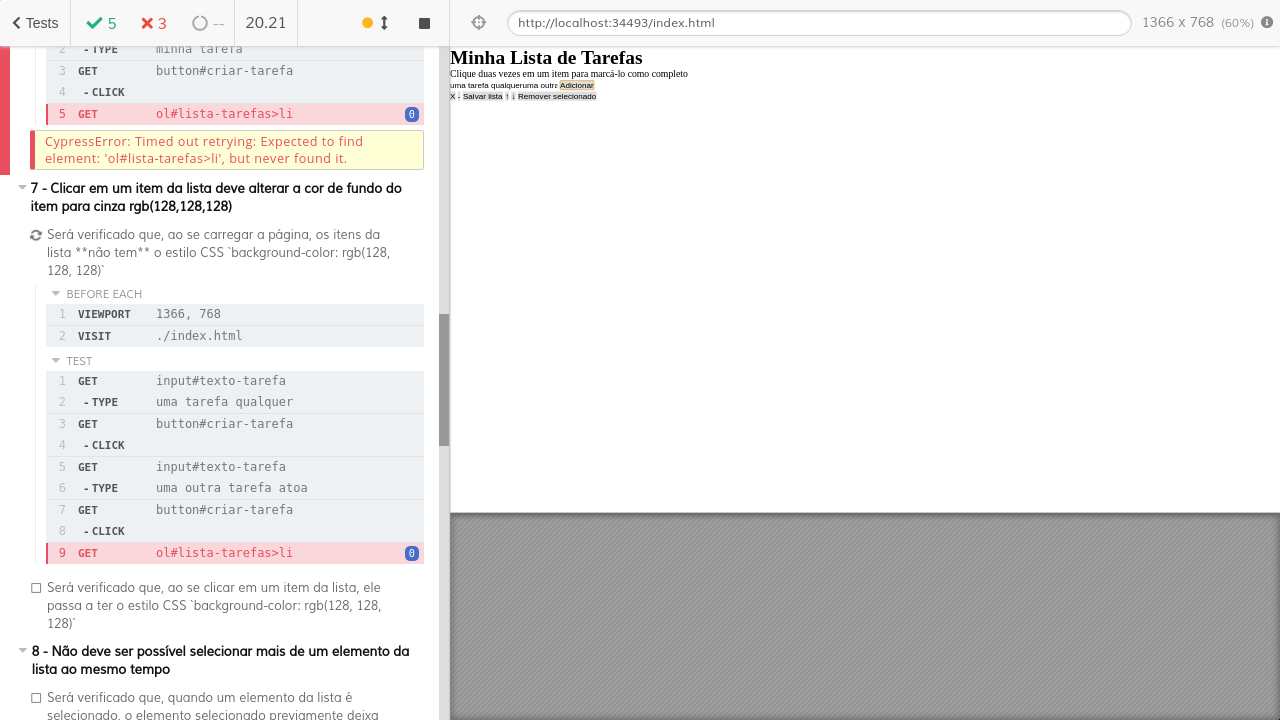 Tests
5
3
--
20.21
http://localhost:34493/index.html
1366 x 768 (60%)
2 -TYPE minha tarefa
3 GET button#criar-tarefa
4 -CLICK
5 GET ol#lista-tarefas>li 0
CypressError: Timed out retrying: Expected to find
element: 'ol#lista-tarefas>li', but never found it.
7 - Clicar em um item da lista deve alterar a cor de fundo do
item para cinza rgb(128,128,128)
Será verificado que, ao se carregar a página, os itens da
lista **não tem** o estilo CSS `background-color: rgb(128,
128, 128)`
BEFORE EACH
1 VIEWPORT 1366, 768
2 VISIT ./index.html
TEST
1 GET input#texto-tarefa
2 -TYPE uma tarefa qualquer
3 GET button#criar-tarefa
4 -CLICK
5 GET input#texto-tarefa
6 -TYPE uma outra tarefa atoa
7 GET button#criar-tarefa
8 -CLICK
9 GET ol#lista-tarefas>li 0
Será verificado que, ao se clicar em um item da lista, ele
passa a ter o estilo CSS `background-color: rgb(128, 128,
128)`
8 - Não deve ser possível selecionar mais de um elemento da
lista ao mesmo tempo
Será verificado que, quando um elemento da lista é
selecionado, o elemento selecionado previamente deixa
Minha Lista de Tarefas
Clique duas vezes em um item para marcá-lo como completo
uma tarefa qualqueruma outra Adicionar
X - Salvar lista ↑ ↓ Remover selecionado